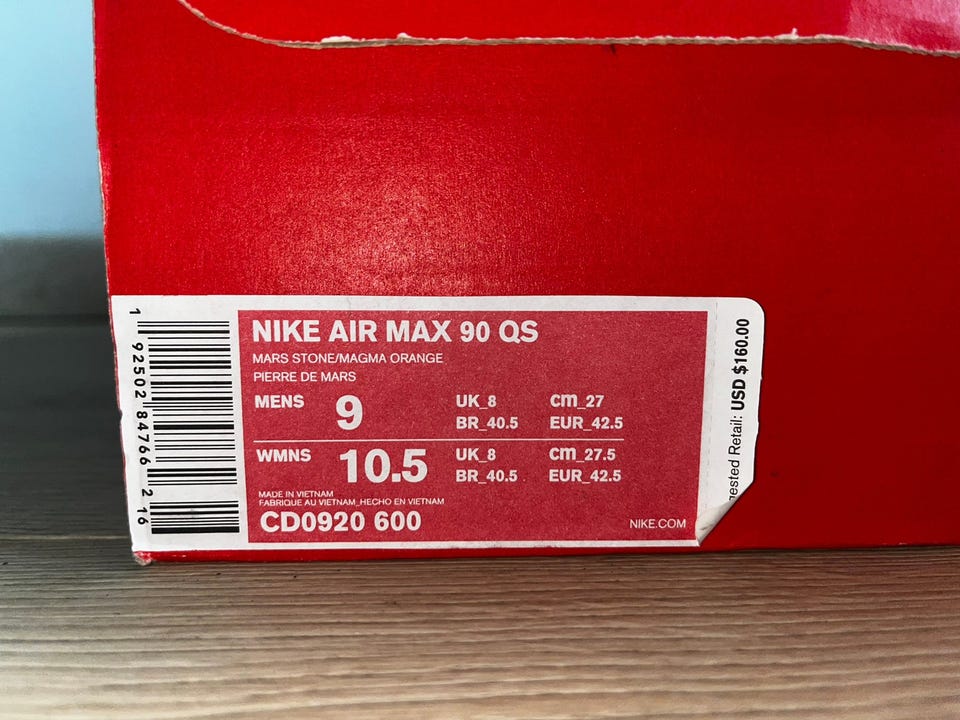 NIKE AIR MAX 90 QS
MARS STONE/MAGMA ORANGE
PIERRE DE MARS
MENS 9 UK_8 cm_27
BR_40.5 EUR_42.5
WMNS 10.5 UK_8 cm_27.5
BR_40.5 EUR_42.5
MADE IN VIETNAM
FABRIQUE AU VIETNAM_HECHO EN VIETNAM
CD0920 600
NIKE.COM
1 92502 84766 2 16
Retail: USD $160.00